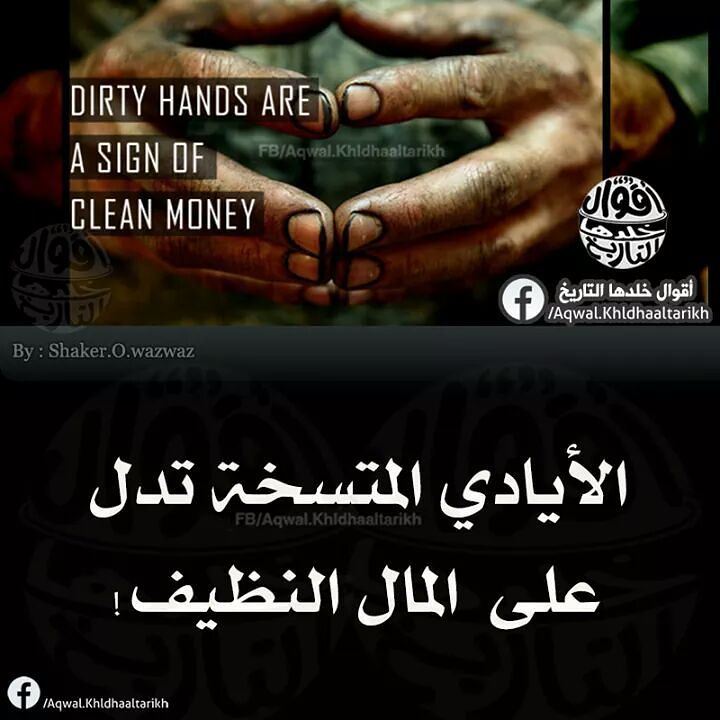 DIRTY HANDS ARE
A SIGN OF
CLEAN MONEY
FB/Aqwal.Khldhaaltarikh
أقوال
خلدها
التاريخ
أقوال خلدها التاريخ
/Aqwal.Khldhaaltarikh
By : Shaker.O.wazwaz
الأيادي المتسخة تدل
FB/Aqwal.Khldhaaltarikh
على المال النظيف !
/Aqwal.Khldhaaltarikh